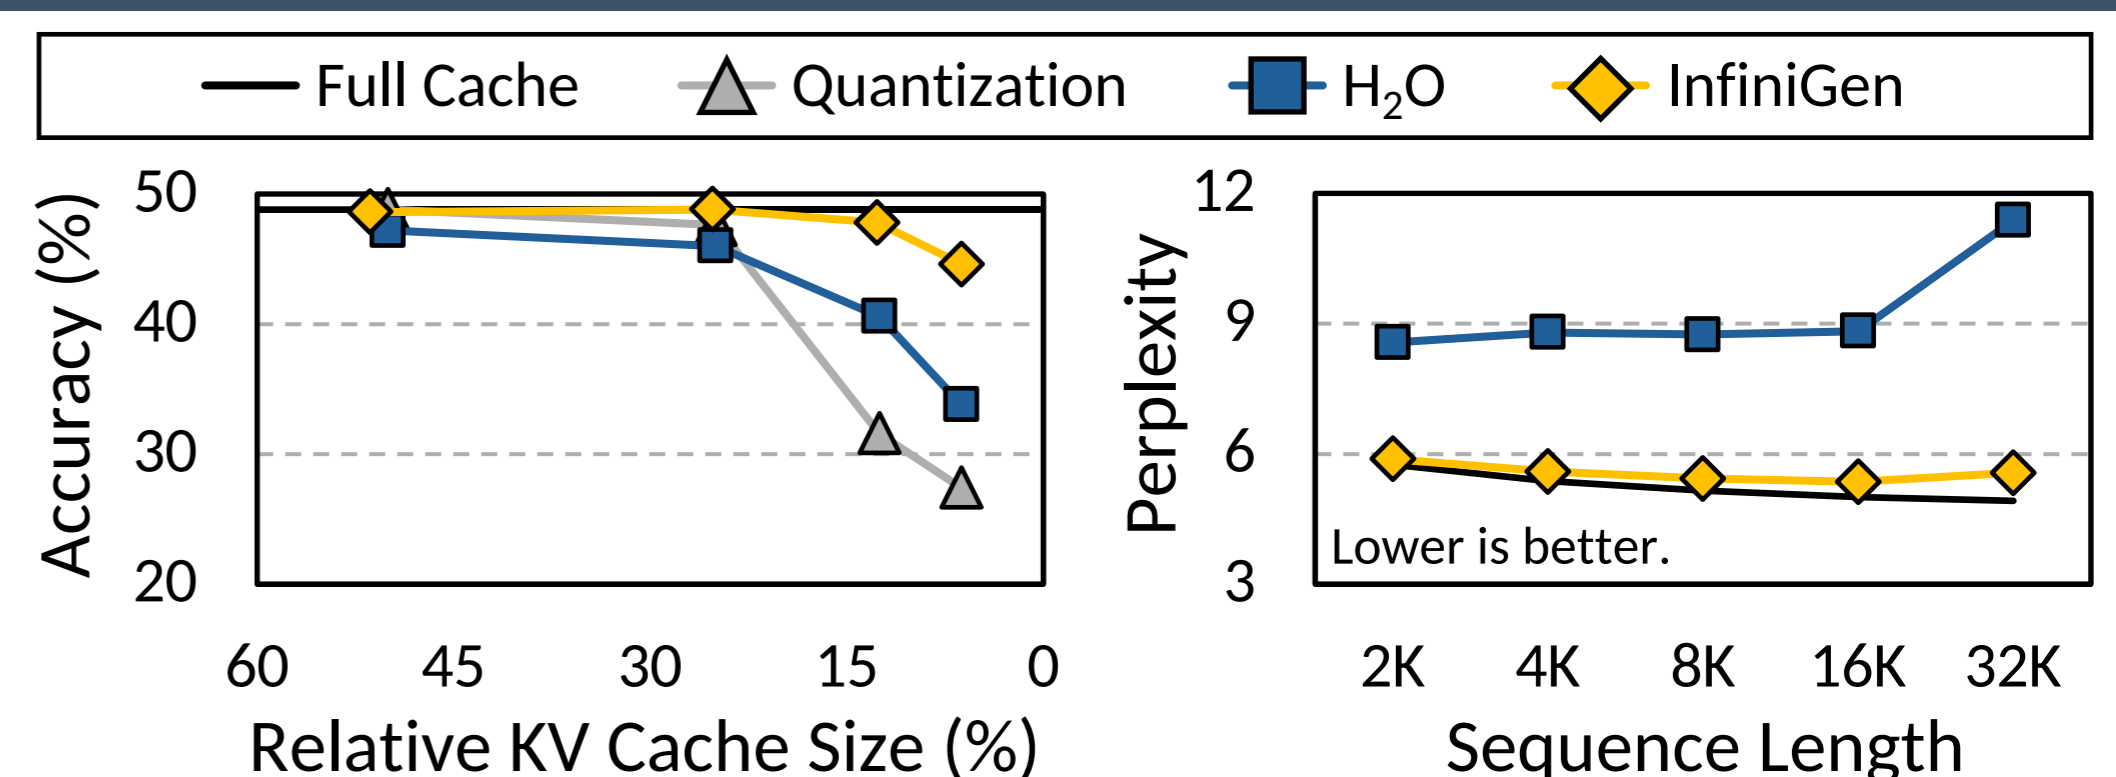 Full Cache Quantization H₂O InfiniGen
Accuracy (%)
50
40
30
20
60 45 30 15 0
Relative KV Cache Size (%)
Perplexity
12
9
6
3
Lower is better.
2K 4K 8K 16K 32K
Sequence Length